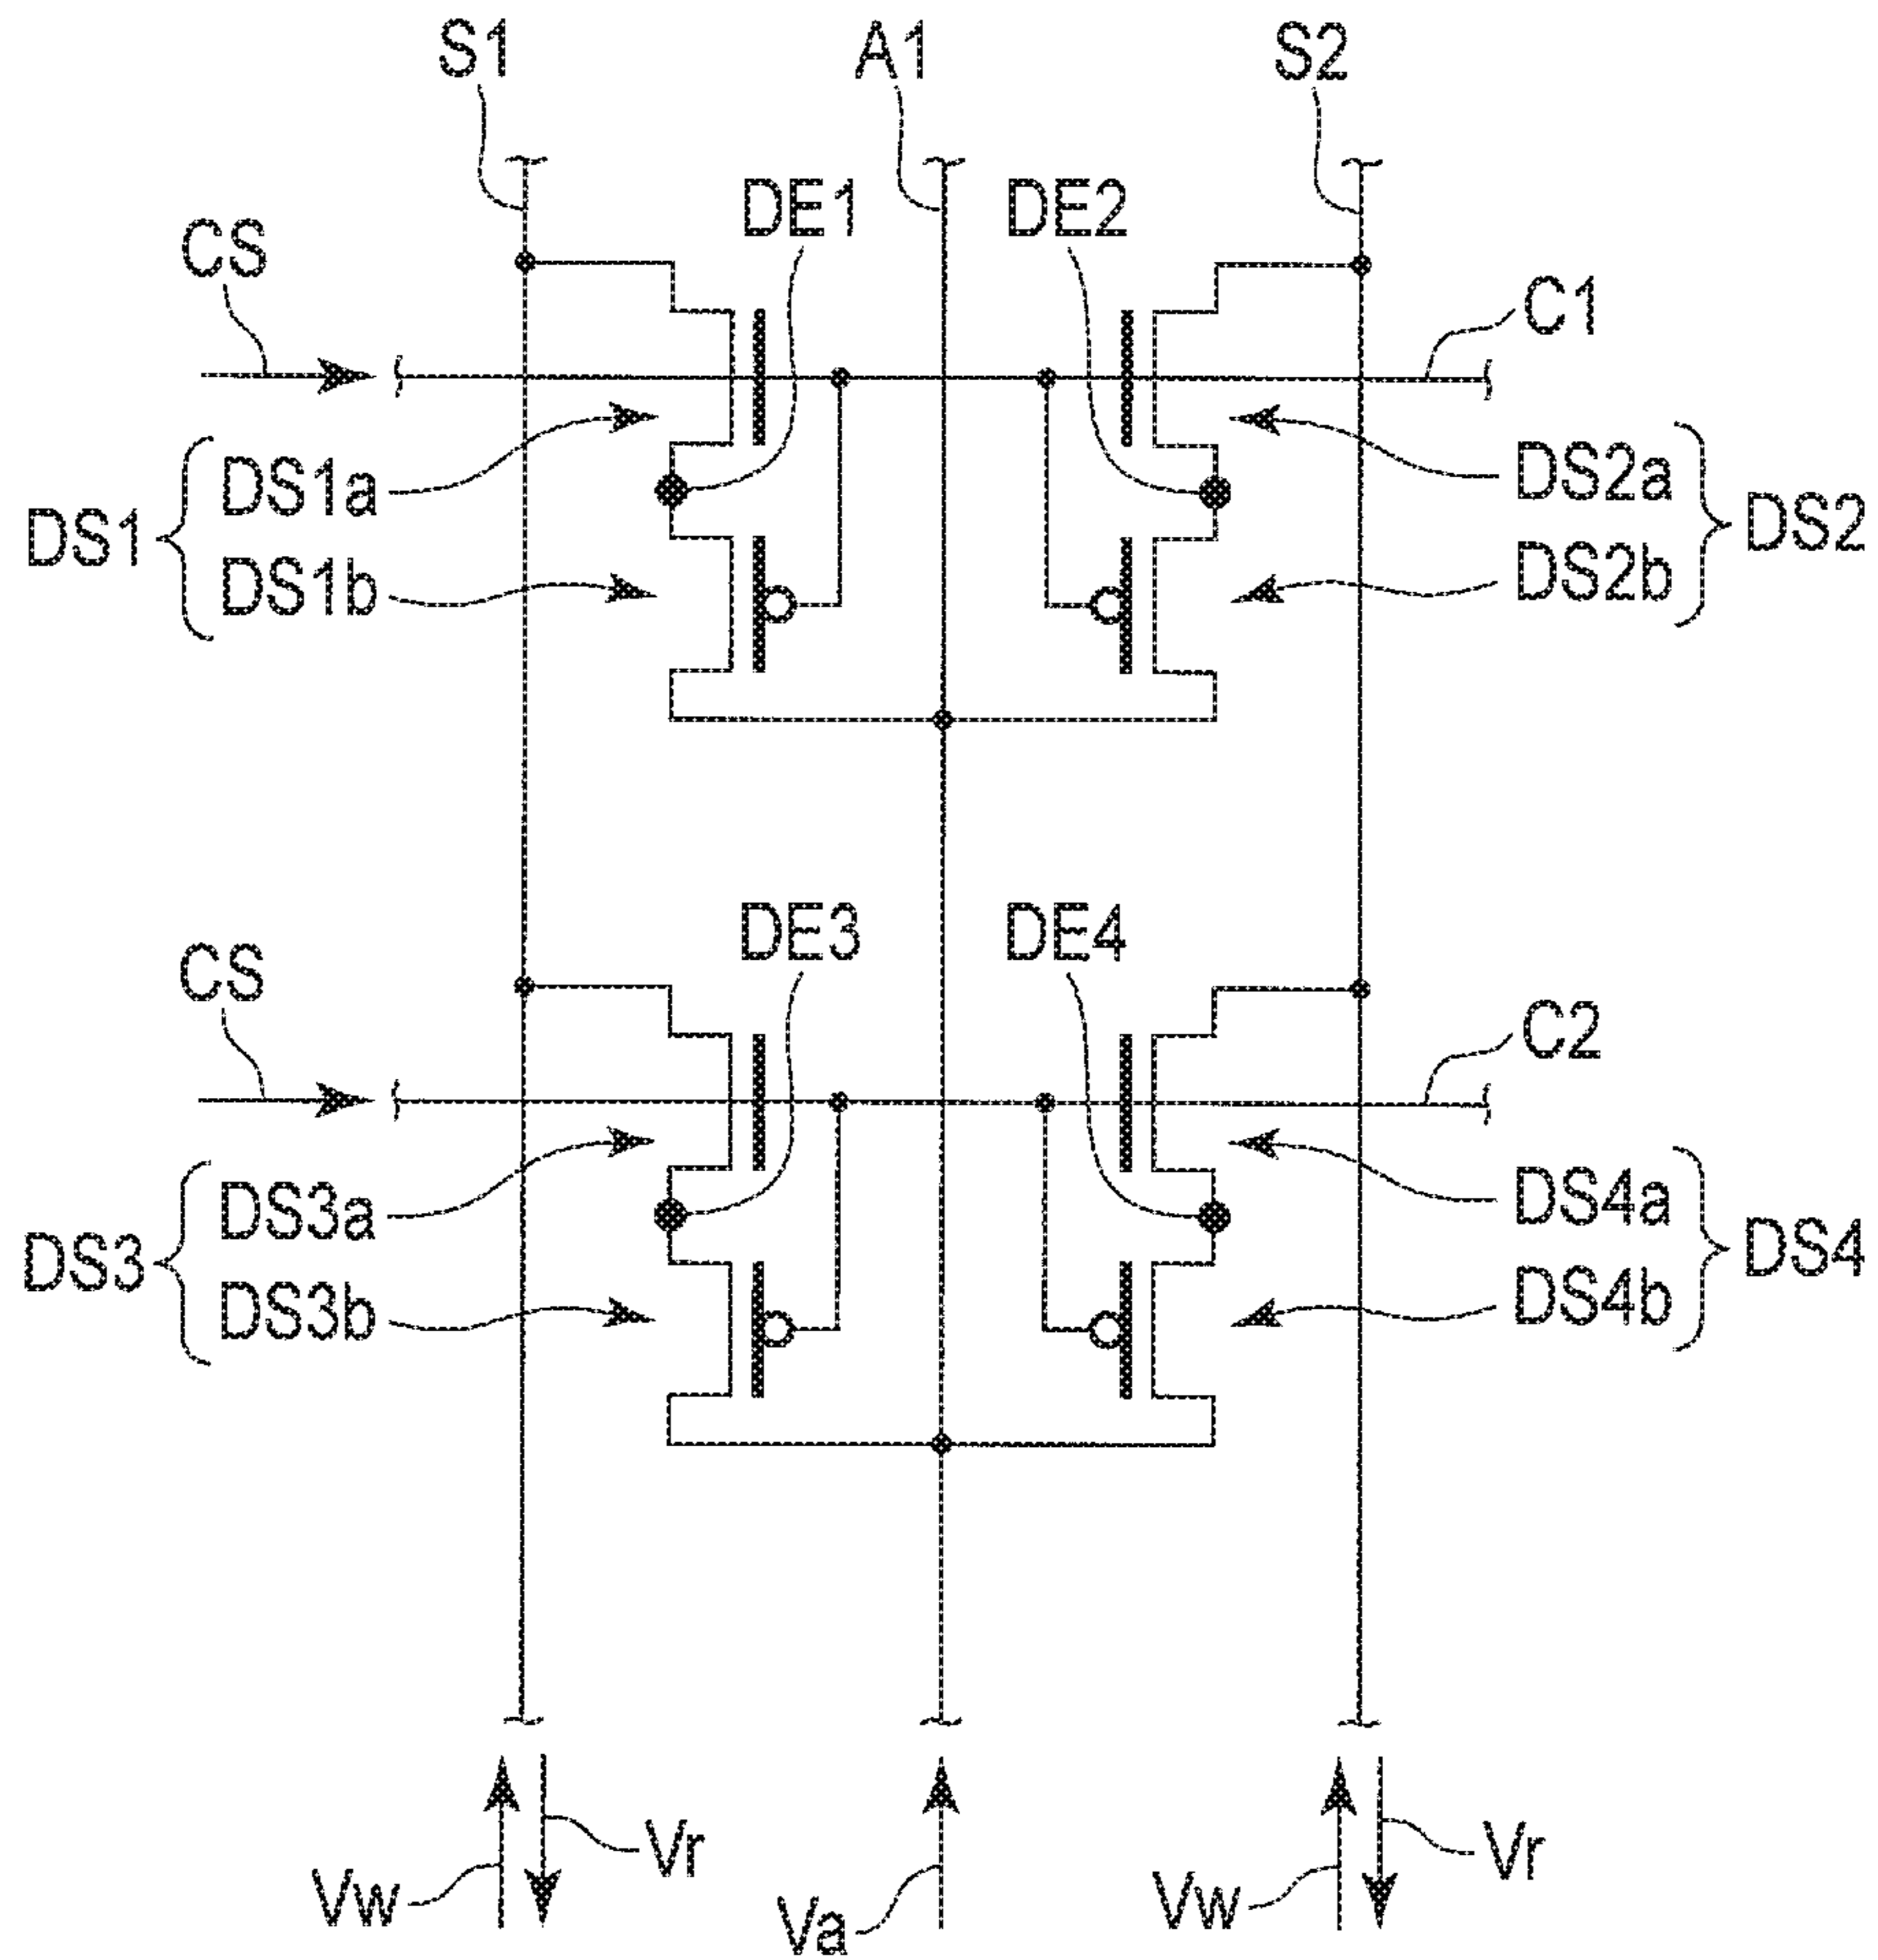 S1 A1 S2
DE1 DE2
CS
C1
DS1a DS2a
DS1 DS2
DS1b DS2b
DE3 DE4
CS
C2
DS3a DS4a
DS3 DS4
DS3b DS4b
Vr Vr
Vw Va Vw